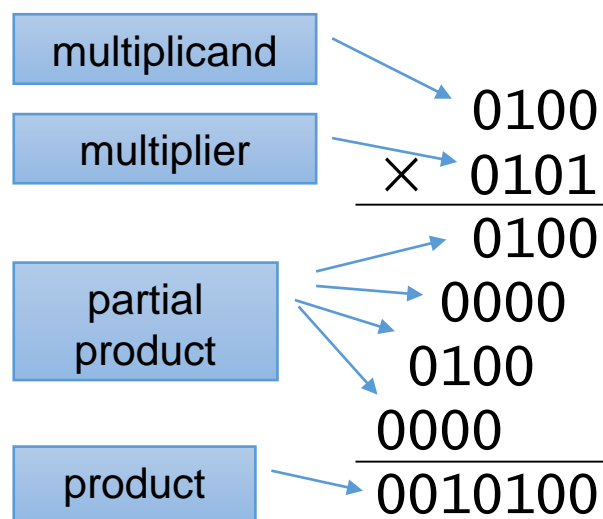 multiplicand
0100
multiplier
× 0101
0100
partial
product
0000
0100
0000
product
0010100